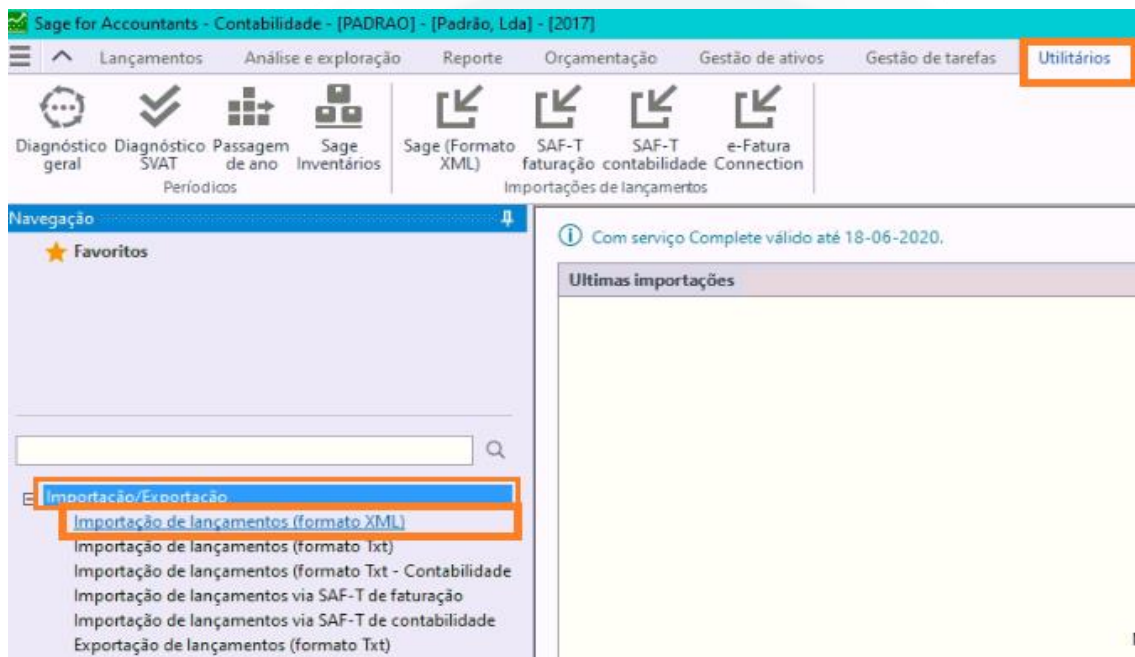 Sage for Accountants - Contabilidade - [PADRAO] - [Padrão, Lda] - [2017]
Lançamentos Análise e exploração Reporte Orçamentação Gestão de ativos Gestão de tarefas Utilitários
Diagnóstico geral
Diagnóstico SVAT
Passagem de ano
Sage Inventários
Sage (Formato XML)
SAF-T faturação
SAF-T contabilidade
e-Fatura Connection
Periódicos
Importações de lançamentos
Navegação
Favoritos
Com serviço Complete válido até 18-06-2020.
Ultimas importações
Importação/Exportação
Importação de lançamentos (formato XML)
Importação de lançamentos (formato Txt)
Importação de lançamentos (formato Txt - Contabilidade
Importação de lançamentos via SAF-T de faturação
Importação de lançamentos via SAF-T de contabilidade
Exportação de lançamentos (formato Txt)